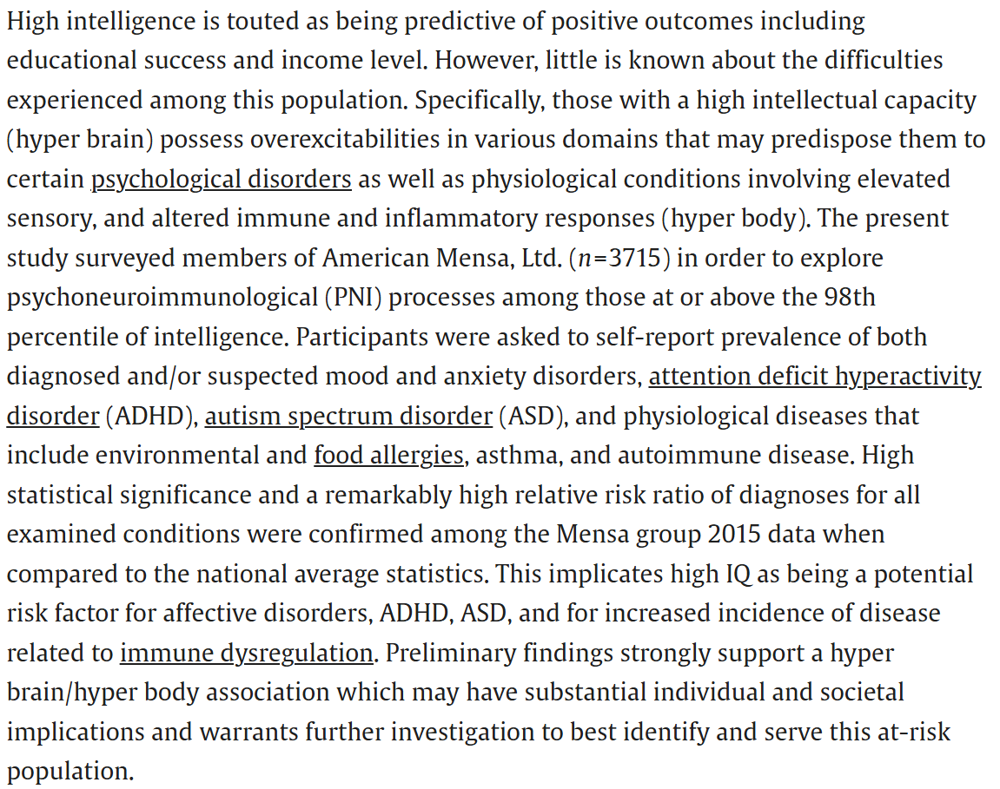 High intelligence is touted as being predictive of positive outcomes including
educational success and income level. However, little is known about the difficulties
experienced among this population. Specifically, those with a high intellectual capacity
(hyper brain) possess overexcitabilities in various domains that may predispose them to
certain psychological disorders as well as physiological conditions involving elevated
sensory, and altered immune and inflammatory responses (hyper body). The present
study surveyed members of American Mensa, Ltd. (n=3715) in order to explore
psychoneuroimmunological (PNI) processes among those at or above the 98th
percentile of intelligence. Participants were asked to self-report prevalence of both
diagnosed and/or suspected mood and anxiety disorders, attention deficit hyperactivity
disorder (ADHD), autism spectrum disorder (ASD), and physiological diseases that
include environmental and food allergies, asthma, and autoimmune disease. High
statistical significance and a remarkably high relative risk ratio of diagnoses for all
examined conditions were confirmed among the Mensa group 2015 data when
compared to the national average statistics. This implicates high IQ as being a potential
risk factor for affective disorders, ADHD, ASD, and for increased incidence of disease
related to immune dysregulation. Preliminary findings strongly support a hyper
brain/hyper body association which may have substantial individual and societal
implications and warrants further investigation to best identify and serve this at-risk
population.